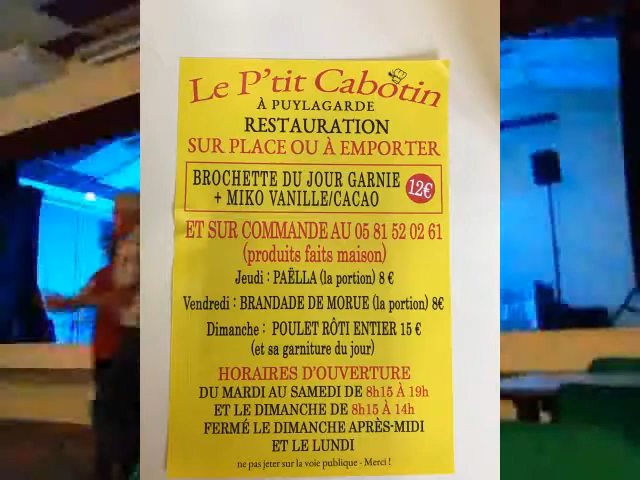 Le P'tit Cabotin
À PUYLAGARDE
RESTAURATION
SUR PLACE OU À EMPORTER
BROCHETTE DU JOUR GARNIE
+ MIKO VANILLE/CACAO
12€
ET SUR COMMANDE AU 05 81 52 02 61
(produits faits maison)
Jeudi : PAËLLA (la portion) 8 €
Vendredi : BRANDADE DE MORUE (la portion) 8€
Dimanche : POULET RÔTI ENTIER 15 €
(et sa garniture du jour)
HORAIRES D'OUVERTURE
DU MARDI AU SAMEDI DE 8h15 À 19h
ET LE DIMANCHE DE 8h15 À 14h
FERMÉ LE DIMANCHE APRÈS-MIDI
ET LE LUNDI
ne pas jeter sur la voie publique - Merci !